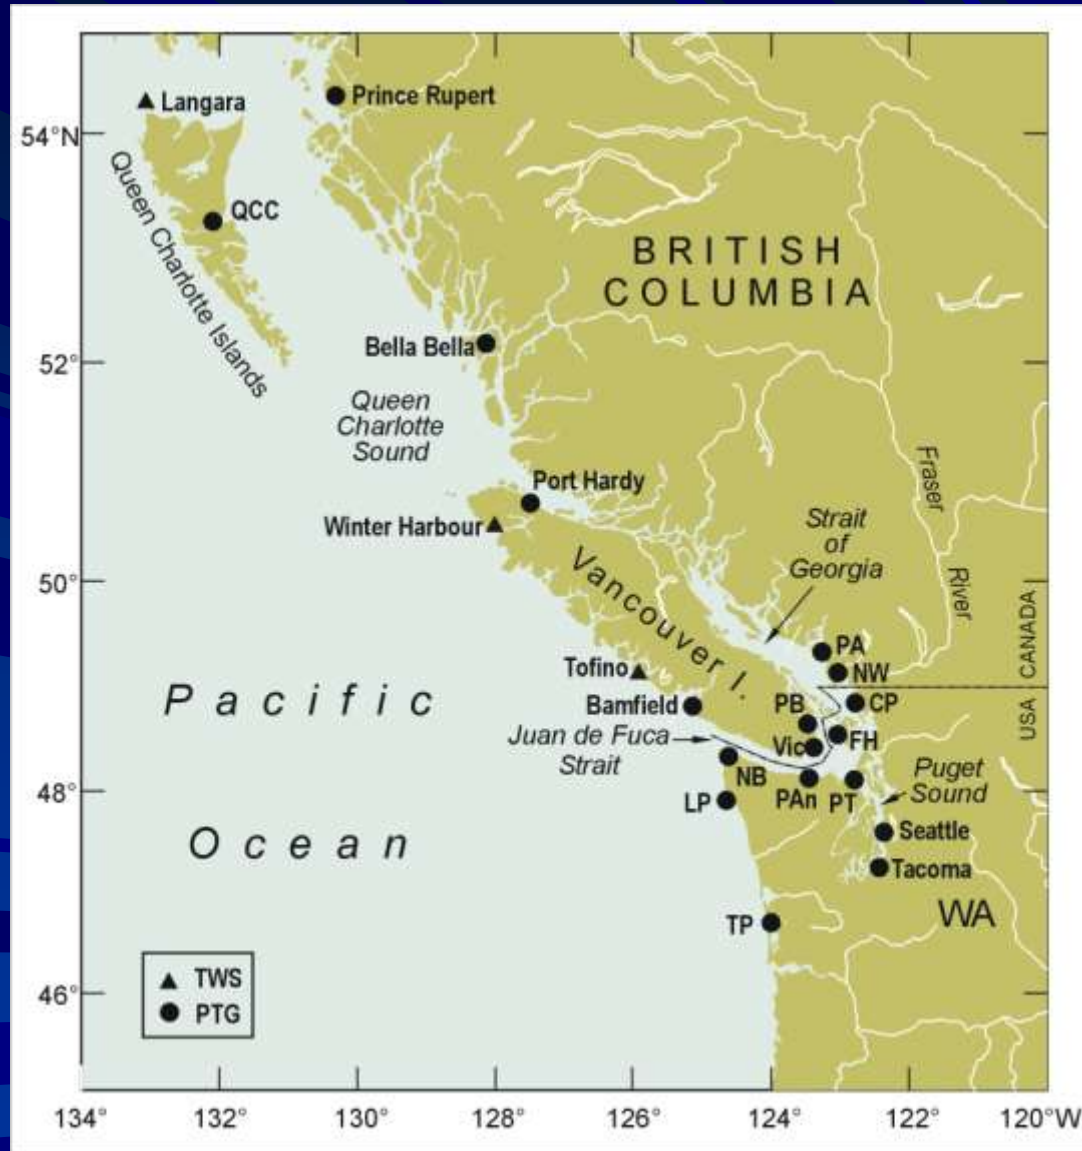 Langara
Prince Rupert
54°N
QCC
Queen Charlotte Islands
BRITISH
COLUMBIA
Bella Bella
52°
Queen
Charlotte
Sound
Port Hardy
Fraser
River
Winter Harbour
Strait
of
Georgia
50°
Vancouver I.
CANADA
USA
PA
NW
Tofino
Pacific
Ocean
Bamfield
PB
CP
Juan de Fuca
Strait
Vic
FH
NB
PAn
PT
Puget
Sound
48°
LP
Seattle
Tacoma
WA
TP
TWS
PTG
46°
134°
132°
130°
128°
126°
124°
122°
120°W